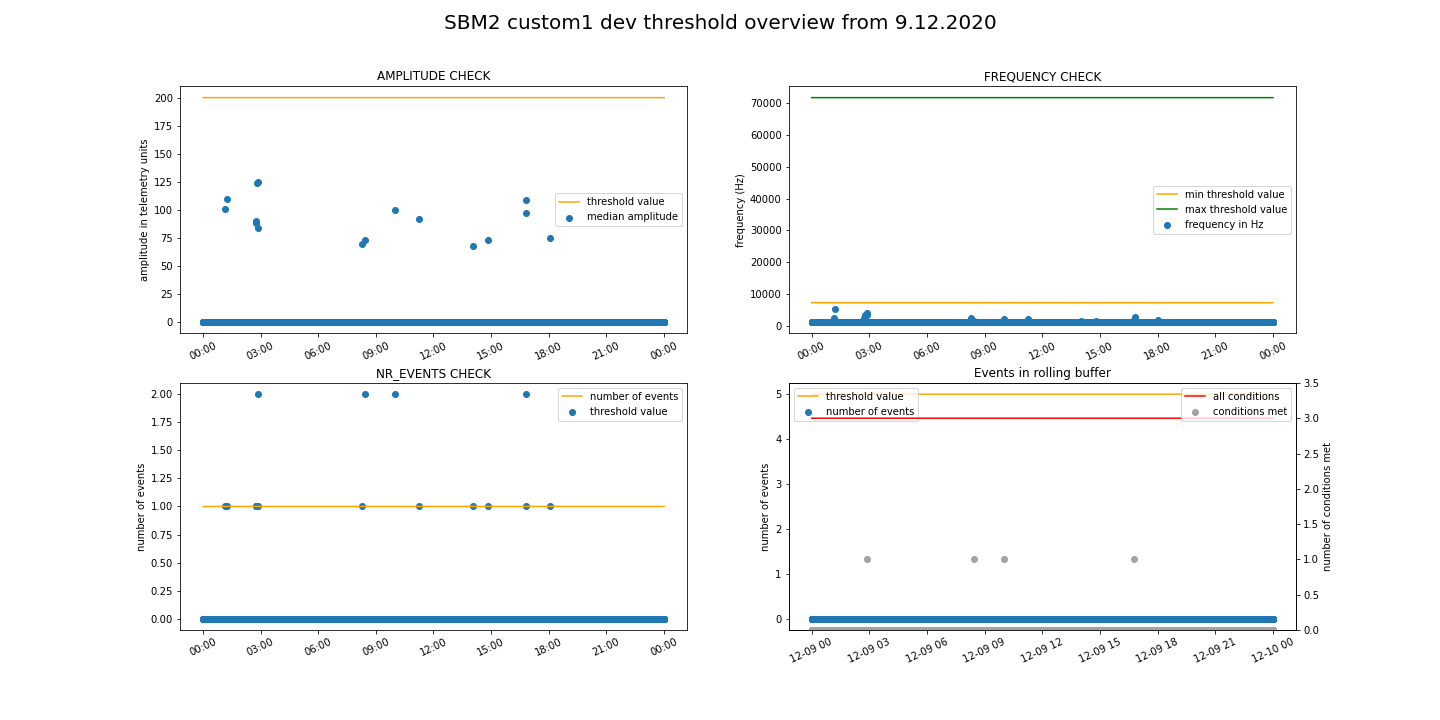 SBM2 custom1 dev threshold overview from 9.12.2020
AMPLITUDE CHECK
amplitude in telemetry units
200
175
150
125
100
75
50
25
0
threshold value
median amplitude
00:00 03:00 06:00 09:00 12:00 15:00 18:00 21:00 00:00
FREQUENCY CHECK
frequency (Hz)
70000
60000
50000
40000
30000
20000
10000
0
min threshold value
max threshold value
frequency in Hz
00:00 03:00 06:00 09:00 12:00 15:00 18:00 21:00 00:00
NR_EVENTS CHECK
number of events
2.00
1.75
1.50
1.25
1.00
0.75
0.50
0.25
0.00
number of events
threshold value
00:00 03:00 06:00 09:00 12:00 15:00 18:00 21:00 00:00
Events in rolling buffer
number of events
5
4
3
2
1
0
threshold value
number of events
all conditions
conditions met
3.5
3.0
2.5
2.0
1.5
1.0
0.5
0.0
number of conditions met
12-09 00 12-09 03 12-09 06 12-09 09 12-09 12 12-09 15 12-09 18 12-09 21 12-10 00